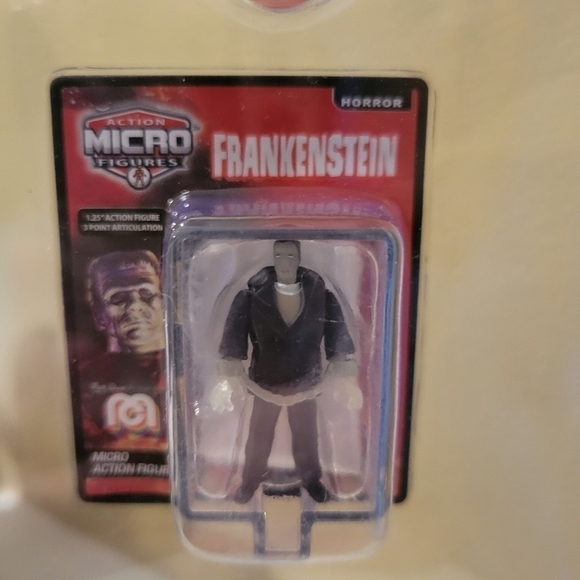 HORROR
ACTION
MICRO
FIGURES
FRANKENSTEIN
1.25" ACTION FIGURE
3 POINT ARTICULATION
MICRO
ACTION FIGUR